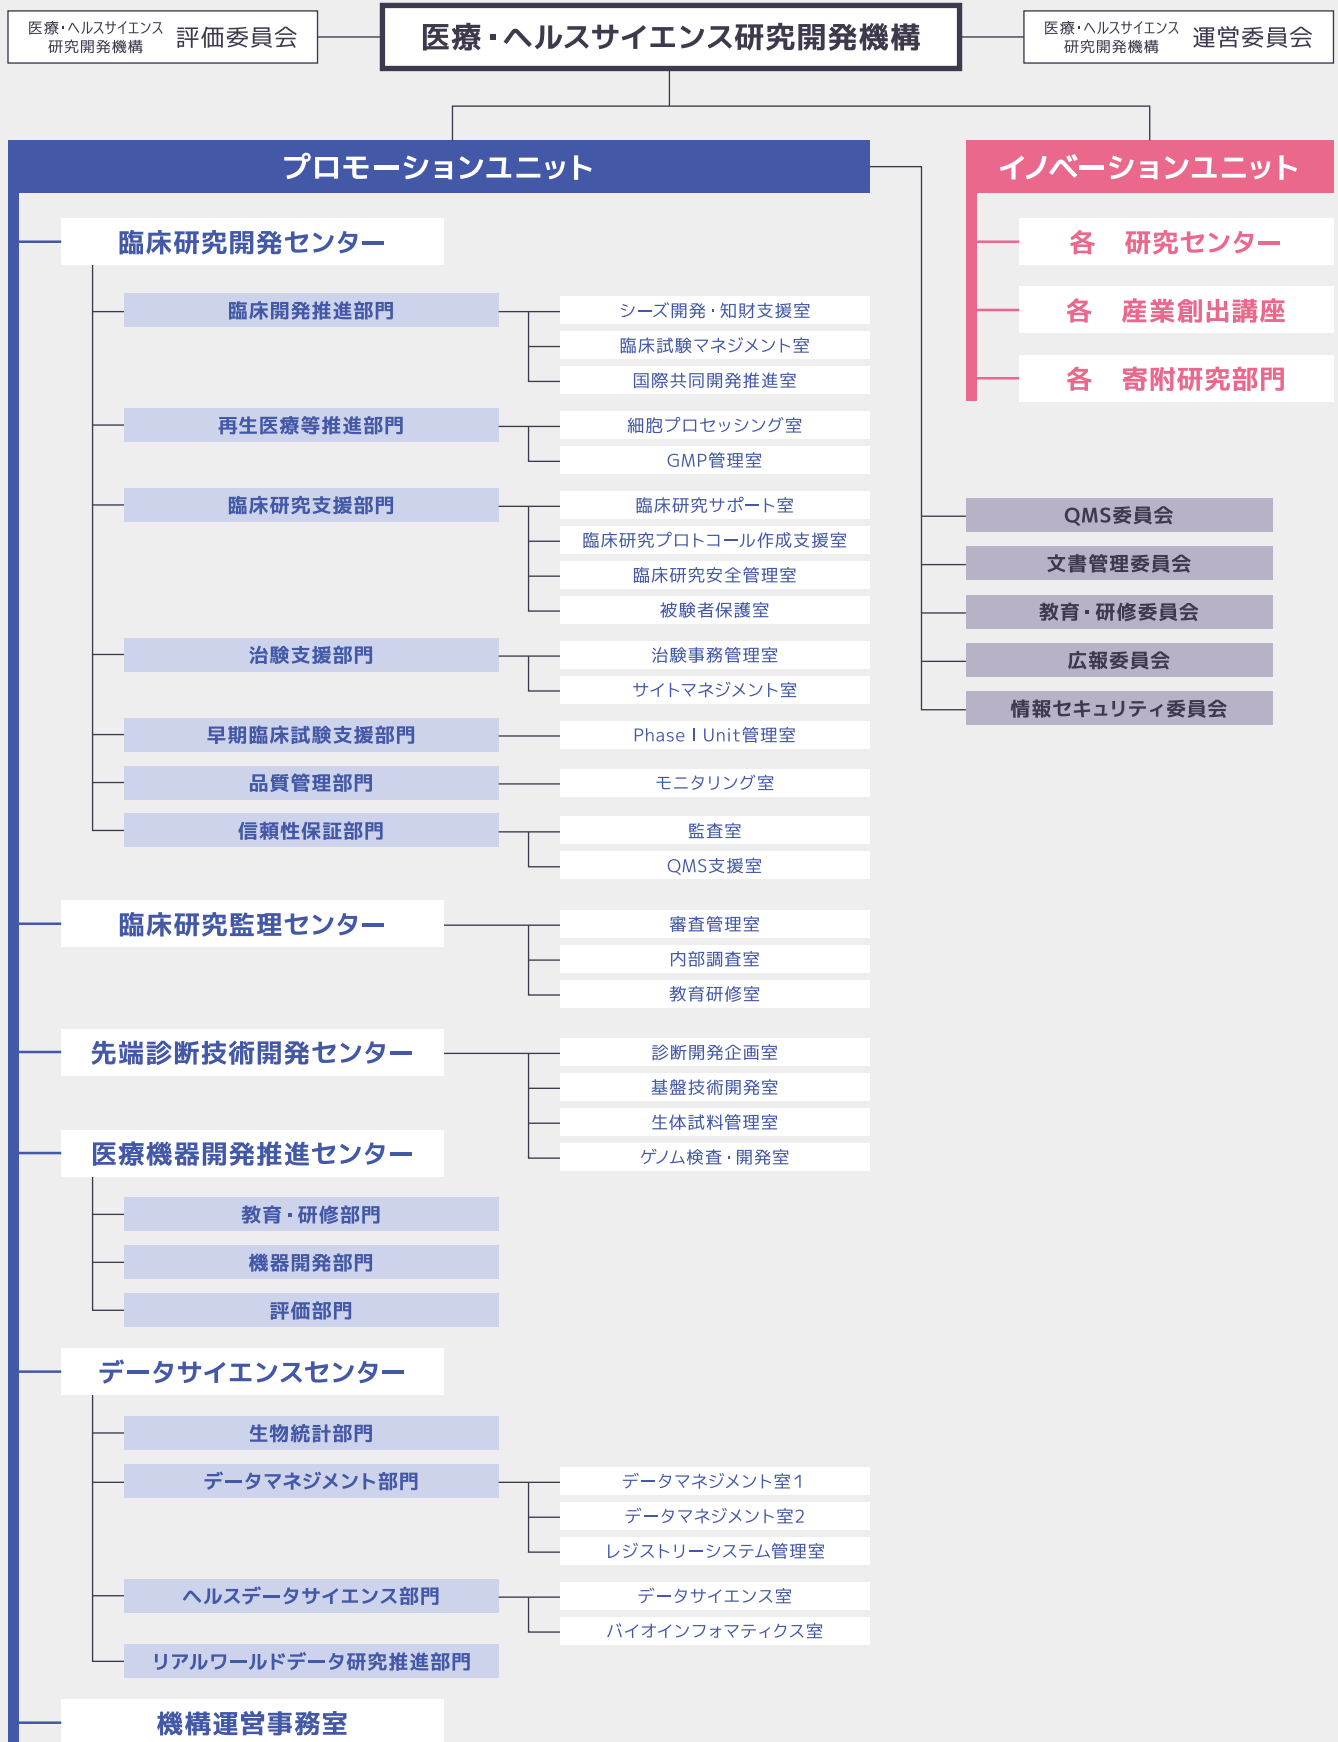 医療・ヘルスサイエンス
研究開発機構
評価委員会
医療・ヘルスサイエンス研究開発機構
医療・ヘルスサイエンス
研究開発機構
運営委員会
プロモーションユニット
臨床研究開発センター
臨床開発推進部門
シーズ開発・知財支援室
臨床試験マネジメント室
国際共同開発推進室
再生医療等推進部門
細胞プロセッシング室
GMP管理室
臨床研究支援部門
臨床研究サポート室
臨床研究プロトコール作成支援室
臨床研究安全管理室
被験者保護室
治験支援部門
治験事務管理室
サイトマネジメント室
早期臨床試験支援部門
Phase I Unit管理室
品質管理部門
モニタリング室
信頼性保証部門
監査室
QMS支援室
臨床研究監理センター
審査管理室
内部調査室
教育研修室
先端診断技術開発センター
診断開発企画室
基盤技術開発室
生体試料管理室
ゲノム検査・開発室
医療機器開発推進センター
教育・研修部門
機器開発部門
評価部門
データサイエンスセンター
生物統計部門
データマネジメント部門
データマネジメント室1
データマネジメント室2
レジストリーシステム管理室
ヘルスデータサイエンス部門
データサイエンス室
バイオインフォマティクス室
リアルワールドデータ研究推進部門
機構運営事務室
イノベーションユニット
各　研究センター
各　産業創出講座
各　寄附研究部門
QMS委員会
文書管理委員会
教育・研修委員会
広報委員会
情報セキュリティ委員会